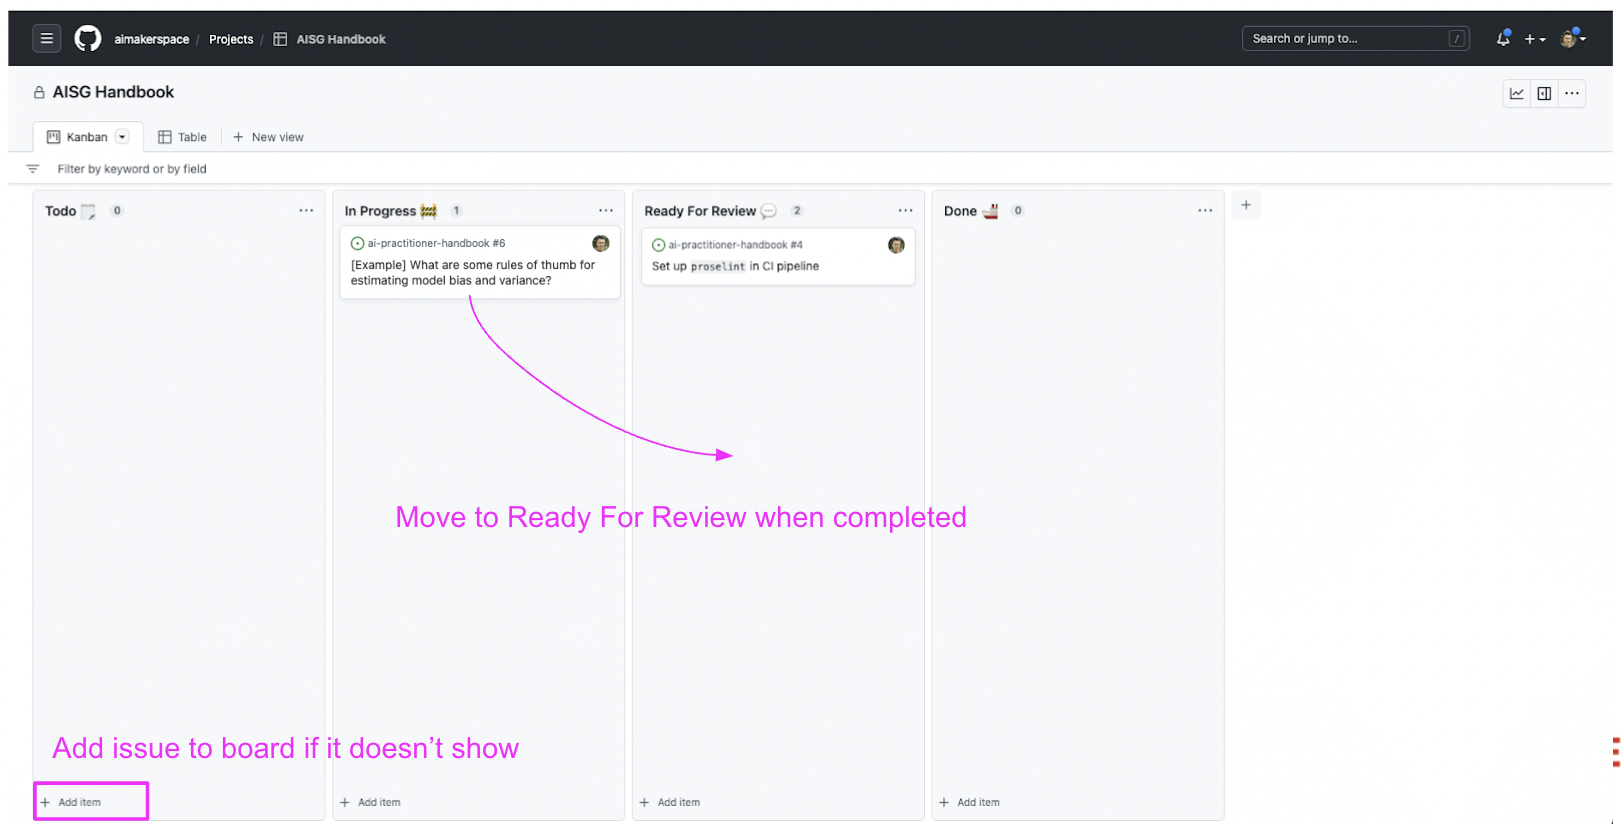 aimakerspace / Projects / AISG Handbook
Search or jump to... /
AISG Handbook
Kanban Table + New view
Filter by keyword or by field
Todo 0
In Progress 1
Ready For Review 2
Done 0
ai-practitioner-handbook #6
[Example] What are some rules of thumb for
estimating model bias and variance?
ai-practitioner-handbook #4
Set up proselint in CI pipeline
Move to Ready For Review when completed
Add issue to board if it doesn’t show
+ Add item
+ Add item
+ Add item
+ Add item